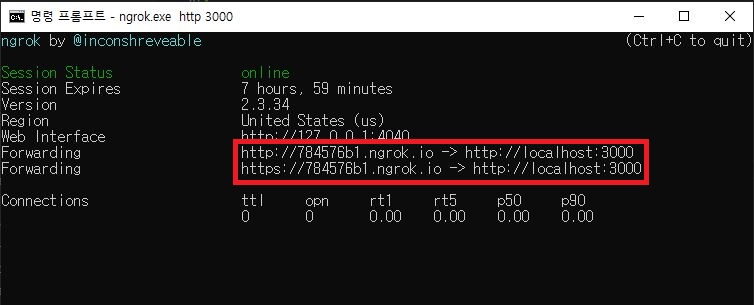 명령 프롬프트 - ngrok.exe http 3000
ngrok by @inconshreveable (Ctrl+C to quit)
Session Status online
Session Expires 7 hours, 59 minutes
Version 2.3.34
Region United States (us)
Web Interface http://127.0.0.1:4040
Forwarding http://784576b1.ngrok.io -> http://localhost:3000
Forwarding https://784576b1.ngrok.io -> http://localhost:3000
Connections ttl opn rt1 rt5 p50 p90
0 0 0.00 0.00 0.00 0.00